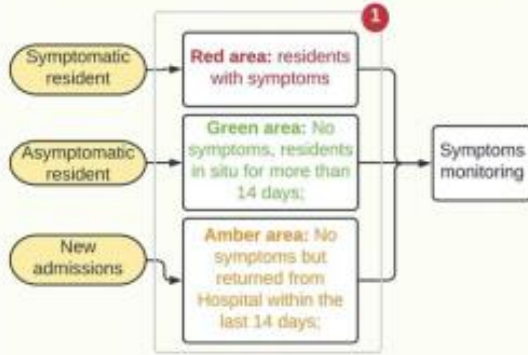 1
Symptomatic
resident
Red area: residents
with symptoms
Asymptomatic
resident
Green area: No
symptoms, residents
in situ for more than
14 days;
Symptoms
monitoring
New
admissions
Amber area: No
symptoms but
returned from
Hospital within the
last 14 days;